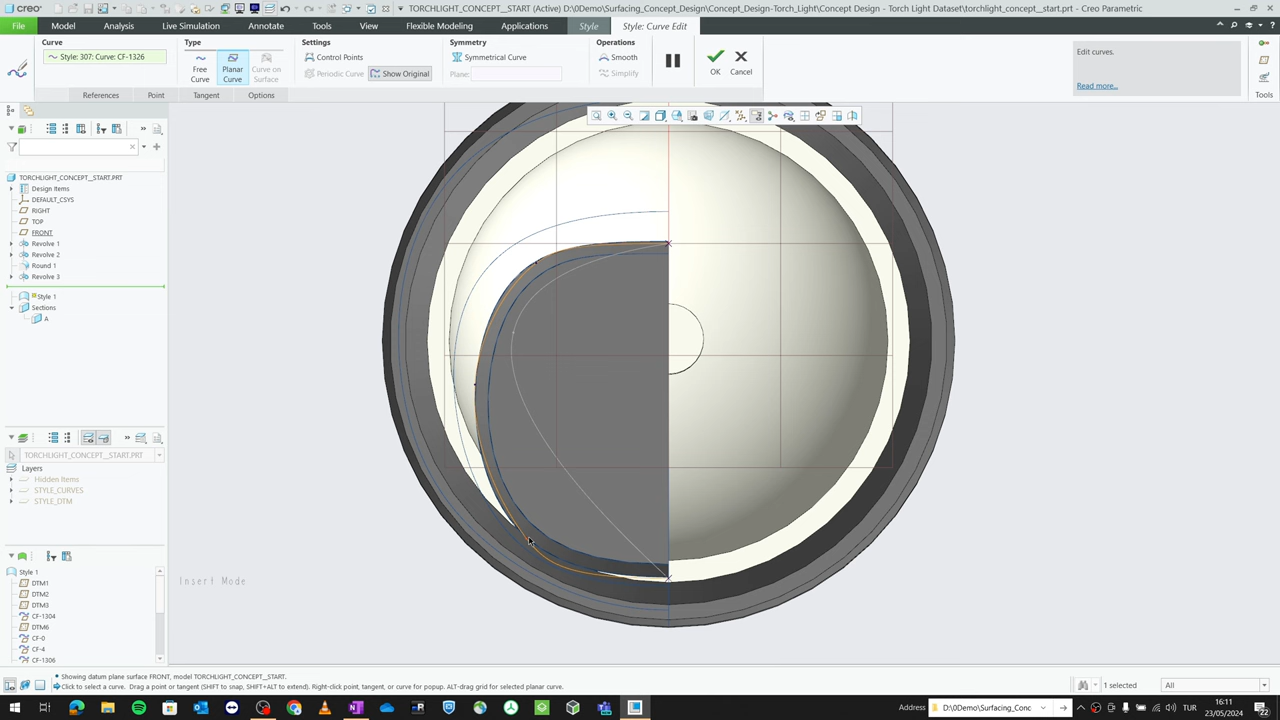 creo
TORCHLIGHT_CONCEPT_START (Active) D:\0Demo\Surfacing_Concept_Design\Concept_Design-Torch_Light\Concept Design - Torch Light Dataset\torchlight_concept_start.prt - Creo Parametric
File Model Analysis Live Simulation Annotate Tools View Flexible Modeling Applications Style Style: Curve Edit
Curve Type Settings Symmetry Operations
Style: 307: Curve: CF-1326
Free Curve
Planar Curve
Curve on Surface
Control Points
Periodic Curve Show Original
Symmetrical Curve
Plane:
Smooth
Simplify
OK
Cancel
Edit curves.
Read more...
Tools
References Point Tangent Options
TORCHLIGHT_CONCEPT__START.PRT
Design Items
DEFAULT_CSYS
RIGHT
TOP
FRONT
Revolve 1
Revolve 2
Round 1
Revolve 3
Style 1
Sections
A
TORCHLIGHT_CONCEPT__START.PRT
Layers
Hidden Items
STYLE_CURVES
STYLE_DTM
Style 1
DTM1
DTM2
DTM3
CF-1304
DTM6
CF-0
CF-4
CF-1306
Insert Mode
Showing datum plane surface FRONT, model TORCHLIGHT_CONCEPT__START.
Click to select a curve. Drag a point or tangent (SHIFT to snap, SHIFT+ALT to extend). Right-click point, tangent, or curve for popup. ALT-drag grid for selected planar curve.
1 selected
All
Address D:\0Demo\Surfacing_Conc
TUR
16:11
23/05/2024
22